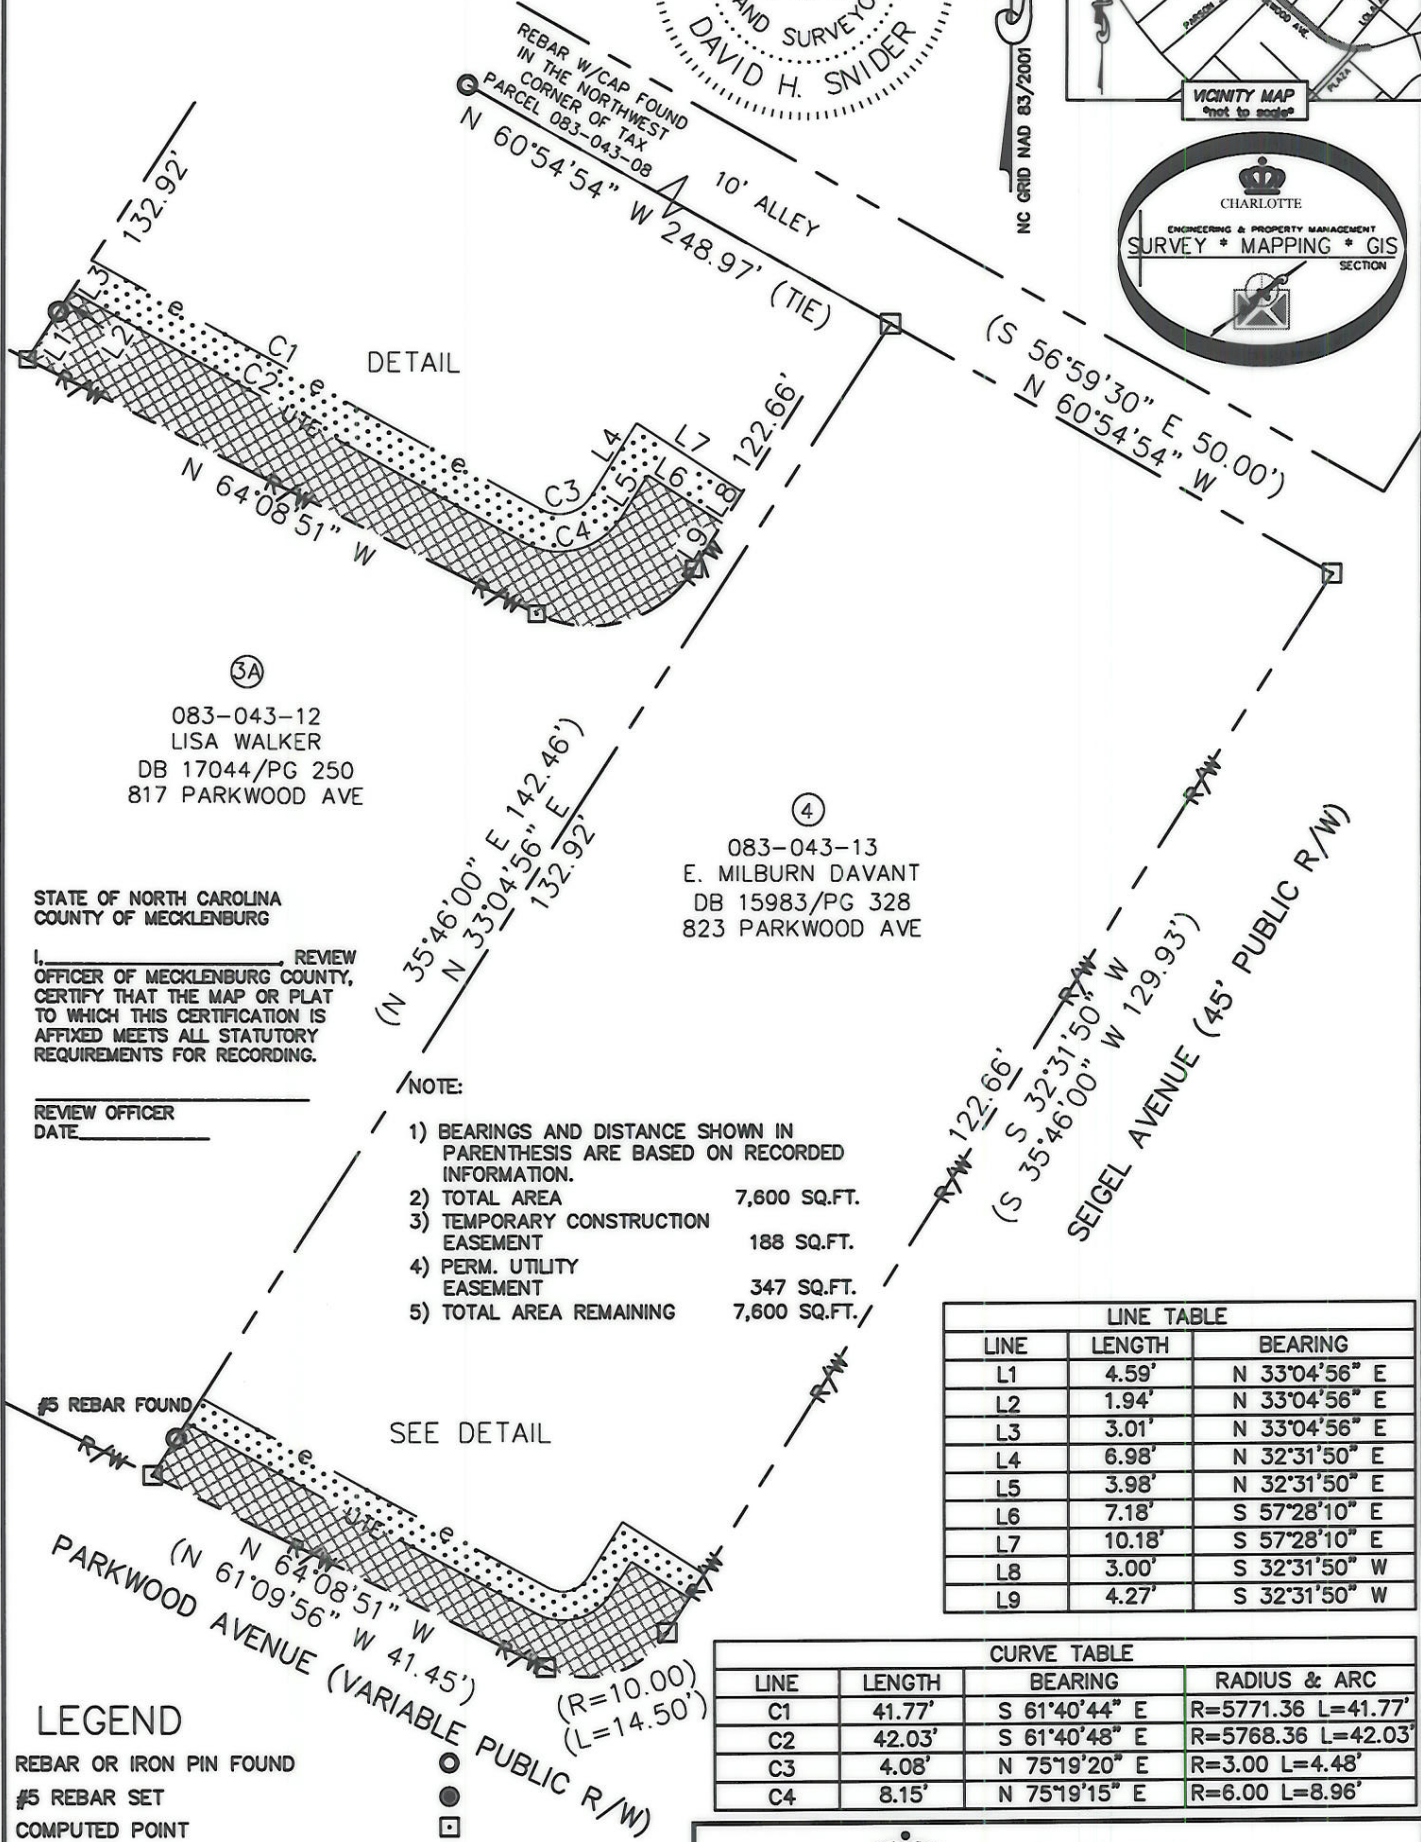 AND SURVEYO
DAVID H. SNIDER
NC GRID NAD 83/2001
PLAZA
VICINITY MAP
*not to scale*
CHARLOTTE
ENGINEERING & PROPERTY MANAGEMENT
SURVEY * MAPPING * GIS
SECTION
REBAR W/CAP FOUND
IN THE NORTHWEST
CORNER OF TAX
PARCEL 083-043-08
N 60°54'54" W 248.97' (TIE)
10' ALLEY
(S 56°59'30" E 50.00')
N 60°54'54" W
132.92'
L3
L1
L2
e
C1
C2
e
UTE
e
DETAIL
L4
L7
L6
L5
L8
L9
C3
C4
122.66'
R/W
N 64°08'51" W
R/W
R/W
R/W
3A
083-043-12
LISA WALKER
DB 17044/PG 250
817 PARKWOOD AVE
(N 35°46'00" E 142.46')
N 33°04'56" E
132.92'
4
083-043-13
E. MILBURN DAVANT
DB 15983/PG 328
823 PARKWOOD AVE
R/W
R/W
122.66'
S 32°31'50" W
(S 35°46'00" W 129.93')
R/W
R/W
SEIGEL AVENUE (45' PUBLIC R/W)
STATE OF NORTH CAROLINA
COUNTY OF MECKLENBURG
I,____________________, REVIEW
OFFICER OF MECKLENBURG COUNTY,
CERTIFY THAT THE MAP OR PLAT
TO WHICH THIS CERTIFICATION IS
AFFIXED MEETS ALL STATUTORY
REQUIREMENTS FOR RECORDING.
REVIEW OFFICER
DATE____________
NOTE:
1) BEARINGS AND DISTANCE SHOWN IN
PARENTHESIS ARE BASED ON RECORDED
INFORMATION.
2) TOTAL AREA 7,600 SQ.FT.
3) TEMPORARY CONSTRUCTION
EASEMENT 188 SQ.FT.
4) PERM. UTILITY
EASEMENT 347 SQ.FT.
5) TOTAL AREA REMAINING 7,600 SQ.FT.
#5 REBAR FOUND
SEE DETAIL
R/W
e
UTE
e
R/W
R/W
R/W
N 64°08'51" W
(N 61°09'56" W 41.45')
PARKWOOD AVENUE (VARIABLE PUBLIC R/W)
(R=10.00)
(L=14.50')
LINE TABLE
LINE LENGTH BEARING
L1 4.59' N 33°04'56" E
L2 1.94' N 33°04'56" E
L3 3.01' N 33°04'56" E
L4 6.98' N 32°31'50" E
L5 3.98' N 32°31'50" E
L6 7.18' S 57°28'10" E
L7 10.18' S 57°28'10" E
L8 3.00' S 32°31'50" W
L9 4.27' S 32°31'50" W
CURVE TABLE
LINE LENGTH BEARING RADIUS & ARC
C1 41.77' S 61°40'44" E R=5771.36 L=41.77'
C2 42.03' S 61°40'48" E R=5768.36 L=42.03'
C3 4.08' N 75°19'20" E R=3.00 L=4.48'
C4 8.15' N 75°19'15" E R=6.00 L=8.96'
LEGEND
REBAR OR IRON PIN FOUND
#5 REBAR SET
COMPUTED POINT